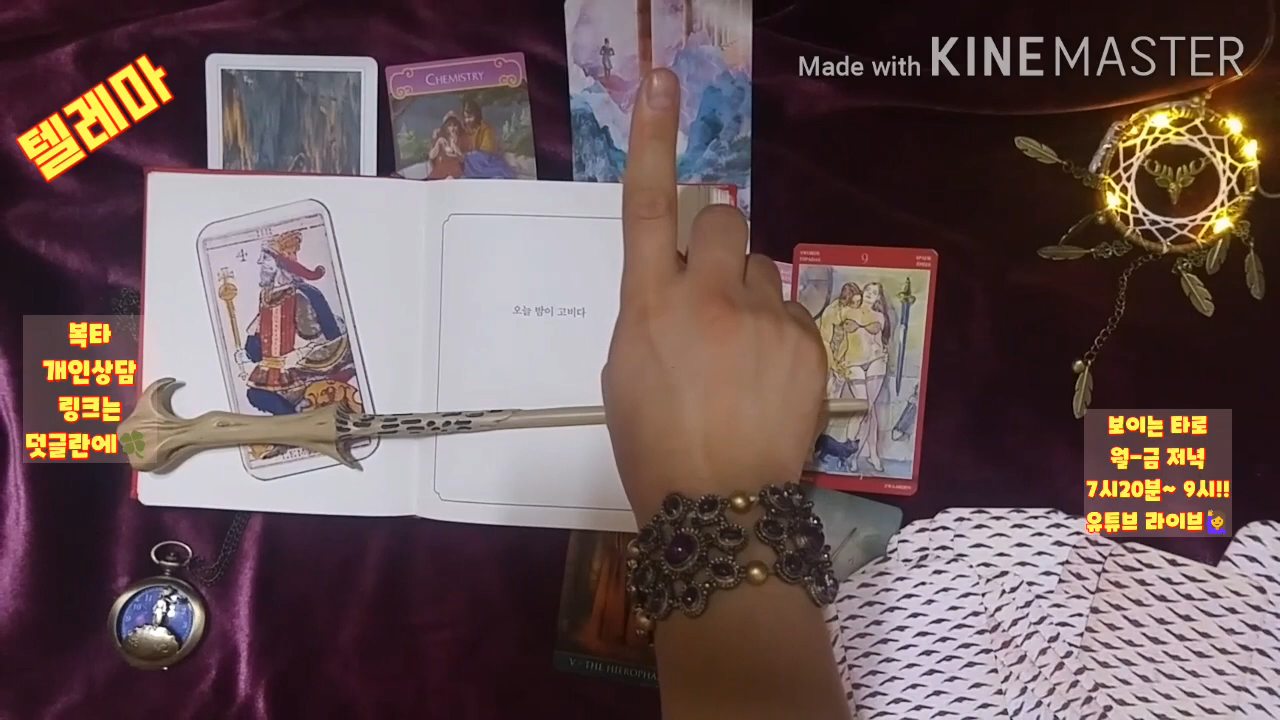 Made with KINEMASTER
텔레마
CHEMISTRY
4
오늘 밤이 고비다
9
복타
개인상담
링크는
덧글란에🍀
보이는 타로
월-금 저녁
7시20분~ 9시!!
유튜브 라이브🙋‍♀️
V - THE HIEROPHA